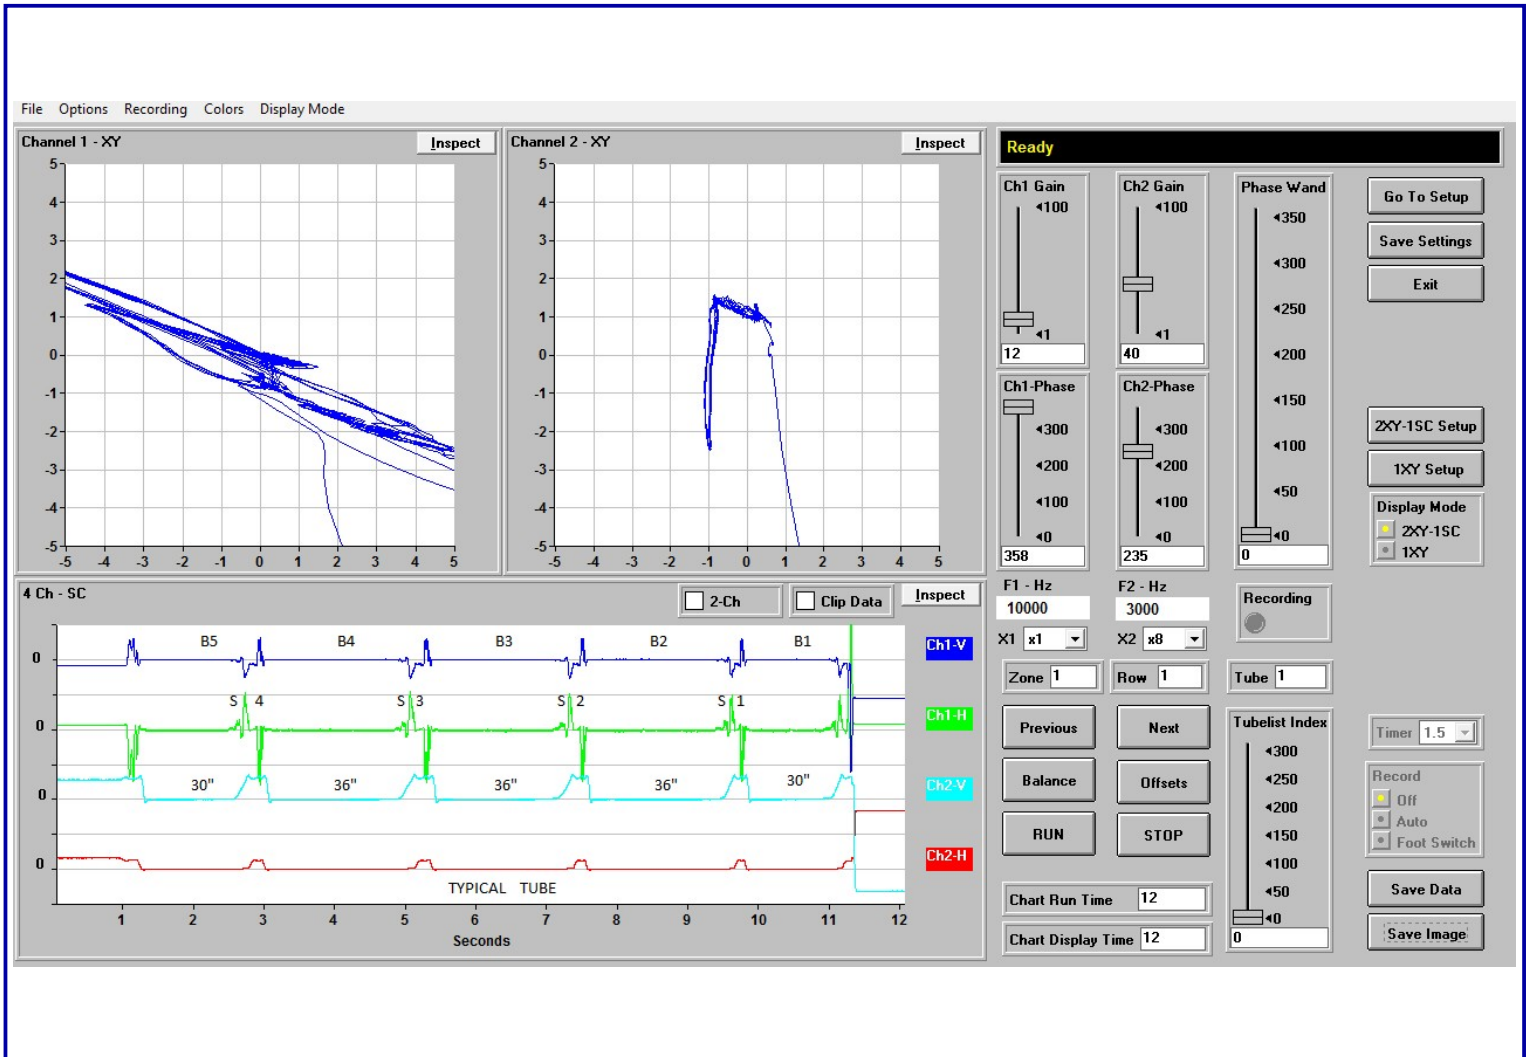 File Options Recording Colors Display Mode
Channel 1 - XY
Inspect
5
4
3
2
1
0
-1
-2
-3
-4
-5
-5 -4 -3 -2 -1 0 1 2 3 4 5
Channel 2 - XY
Inspect
5
4
3
2
1
0
-1
-2
-3
-4
-5
-5 -4 -3 -2 -1 0 1 2 3 4 5
4 Ch - SC
2-Ch
Clip Data
Inspect
B5 B4 B3 B2 B1
0
Ch1-V
S 4 S 3 S 2 S 1
0
Ch1-H
30" 36" 36" 36" 30"
0
Ch2-V
0
Ch2-H
TYPICAL TUBE
1 2 3 4 5 6 7 8 9 10 11 12
Seconds
Ready
Ch1 Gain
100
1
12
Ch2 Gain
100
1
40
Phase Wand
350
300
250
200
150
100
50
0
0
Ch1-Phase
300
200
100
0
358
Ch2-Phase
300
200
100
0
235
Go To Setup
Save Settings
Exit
2XY-1SC Setup
1XY Setup
Display Mode
2XY-1SC
1XY
F1 - Hz
10000
F2 - Hz
3000
Recording
X1 x1
X2 x8
Zone 1
Row 1
Tube 1
Previous
Next
Balance
Offsets
RUN
STOP
Tubelist Index
300
250
200
150
100
50
0
0
Timer 1.5
Record
Off
Auto
Foot Switch
Chart Run Time 12
Chart Display Time 12
Save Data
Save Image